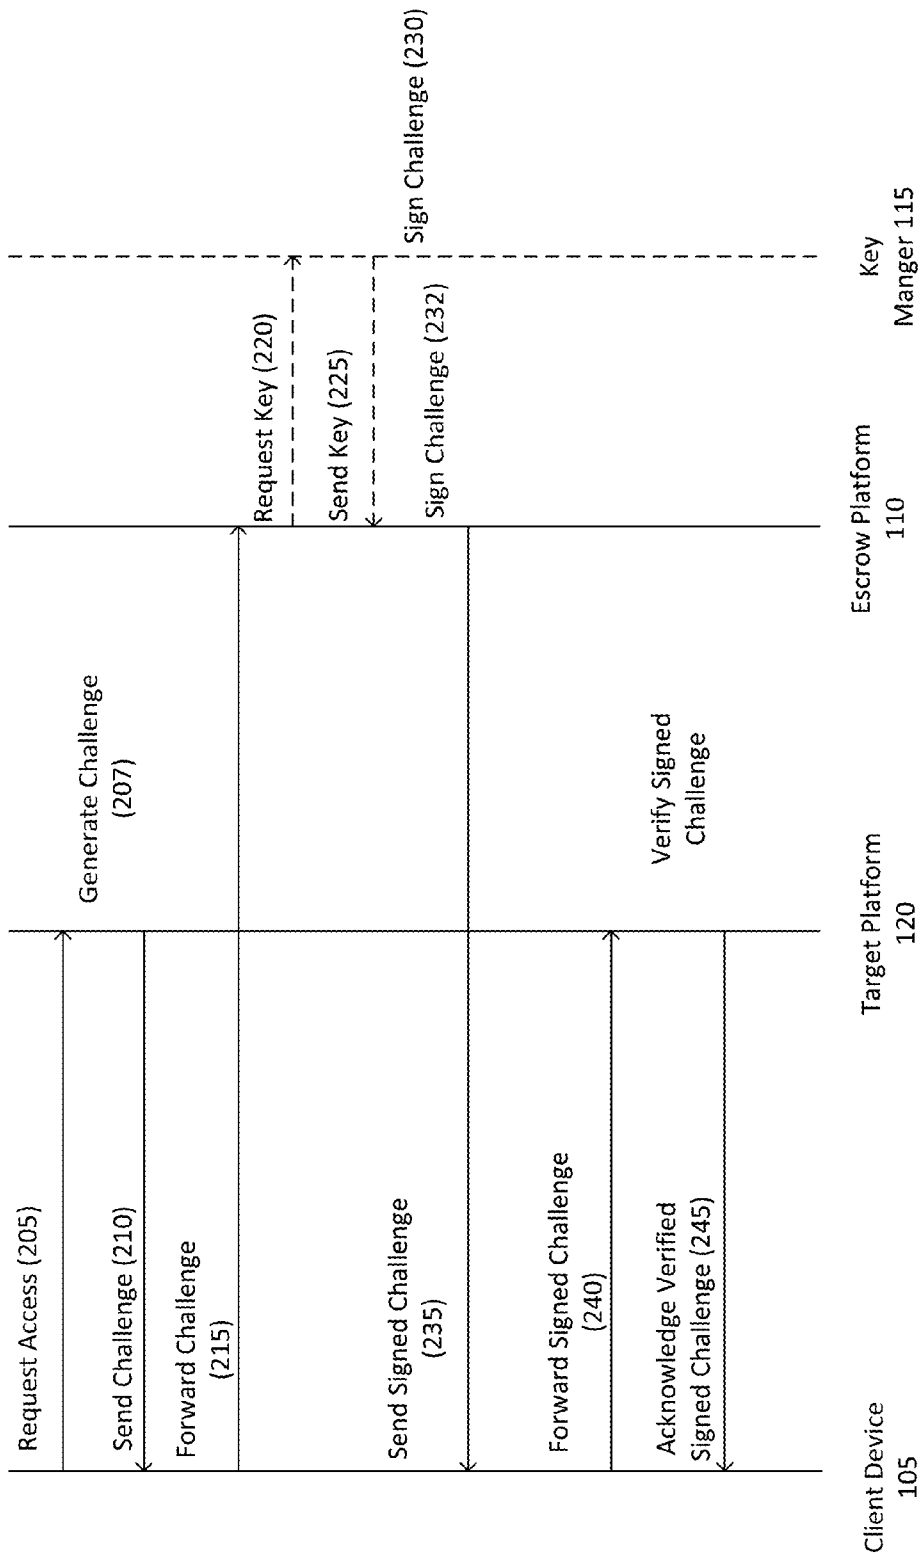 Request Access (205)
Generate Challenge
(207)
Send Challenge (210)
Forward Challenge
(215)
Request Key (220)
Send Key (225)
Sign Challenge (230)
Sign Challenge (232)
Send Signed Challenge
(235)
Forward Signed Challenge
(240)
Verify Signed
Challenge
Acknowledge Verified
Signed Challenge (245)
Client Device
105
Target Platform
120
Escrow Platform
110
Key
Manger 115